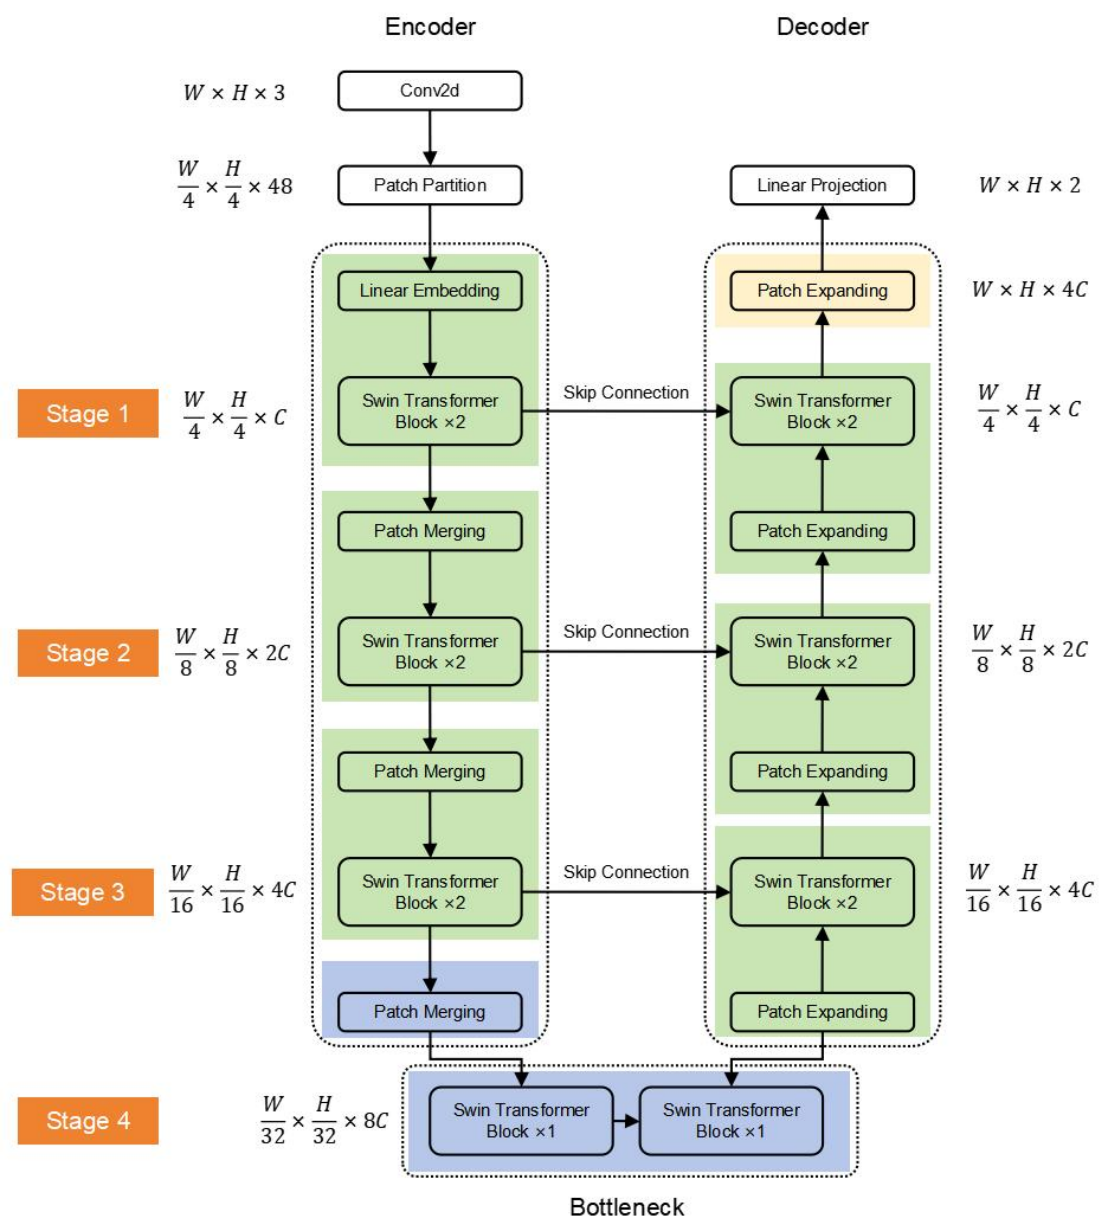 Encoder
Decoder
W × H × 3
Conv2d
W/4 × H/4 × 48
Patch Partition
Linear Projection
W × H × 2
Linear Embedding
Patch Expanding
W × H × 4C
Stage 1
W/4 × H/4 × C
Swin Transformer
Block ×2
Skip Connection
Swin Transformer
Block ×2
W/4 × H/4 × C
Patch Merging
Patch Expanding
Stage 2
W/8 × H/8 × 2C
Swin Transformer
Block ×2
Skip Connection
Swin Transformer
Block ×2
W/8 × H/8 × 2C
Patch Merging
Patch Expanding
Stage 3
W/16 × H/16 × 4C
Swin Transformer
Block ×2
Skip Connection
Swin Transformer
Block ×2
W/16 × H/16 × 4C
Patch Merging
Patch Expanding
Stage 4
W/32 × H/32 × 8C
Swin Transformer
Block ×1
Swin Transformer
Block ×1
Bottleneck